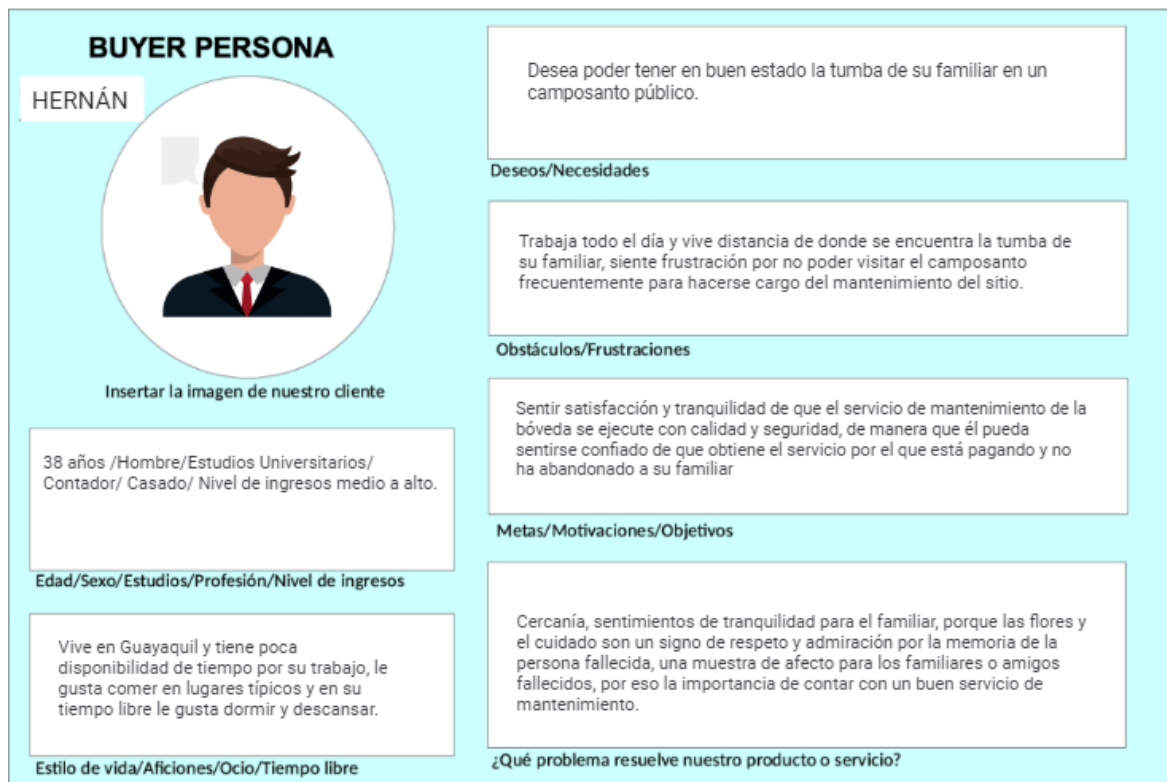 BUYER PERSONA
HERNÁN
Insertar la imagen de nuestro cliente
38 años /Hombre/Estudios Universitarios/
Contador/ Casado/ Nivel de ingresos medio a alto.
Edad/Sexo/Estudios/Profesión/Nivel de ingresos
Vive en Guayaquil y tiene poca
disponibilidad de tiempo por su trabajo, le
gusta comer en lugares típicos y en su
tiempo libre le gusta dormir y descansar.
Estilo de vida/Aficiones/Ocio/Tiempo libre
Desea poder tener en buen estado la tumba de su familiar en un
camposanto público.
Deseos/Necesidades
Trabaja todo el día y vive distancia de donde se encuentra la tumba de
su familiar, siente frustración por no poder visitar el camposanto
frecuentemente para hacerse cargo del mantenimiento del sitio.
Obstáculos/Frustraciones
Sentir satisfacción y tranquilidad de que el servicio de mantenimiento de la
bóveda se ejecute con calidad y seguridad, de manera que él pueda
sentirse confiado de que obtiene el servicio por el que está pagando y no
ha abandonado a su familiar
Metas/Motivaciones/Objetivos
Cercanía, sentimientos de tranquilidad para el familiar, porque las flores y
el cuidado son un signo de respeto y admiración por la memoria de la
persona fallecida, una muestra de afecto para los familiares o amigos
fallecidos, por eso la importancia de contar con un buen servicio de
mantenimiento.
¿Qué problema resuelve nuestro producto o servicio?